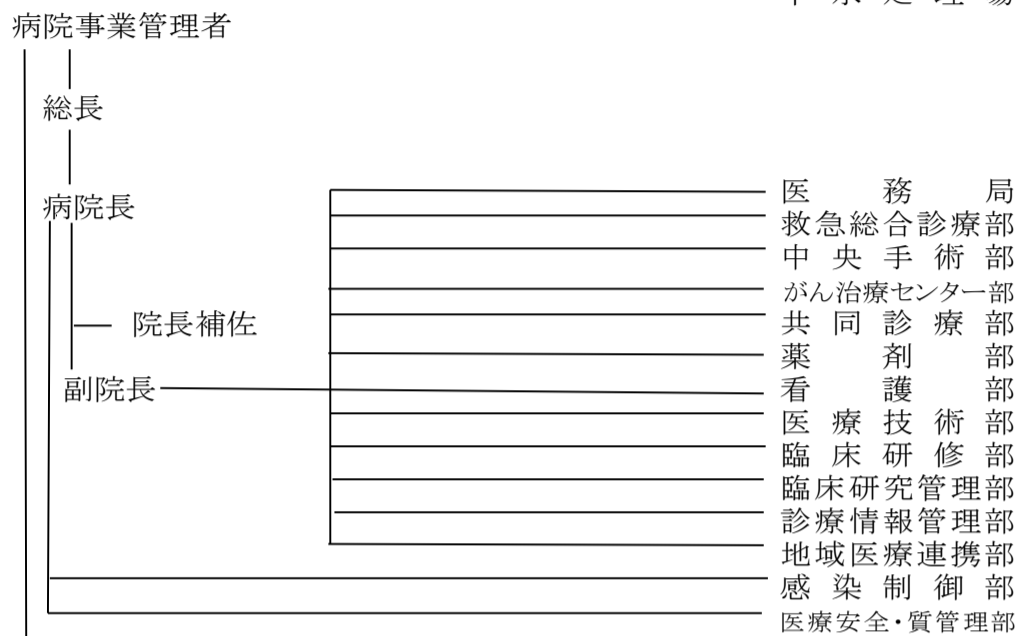 病院事業管理者
総長
病院長
院長補佐
副院長
医務局
救急総合診療部
中央手術部
がん治療センター部
共同診療部
薬剤部
看護部
医療技術部
臨床研修部
臨床研究管理部
診療情報管理部
地域医療連携部
感染制御部
医療安全・質管理部